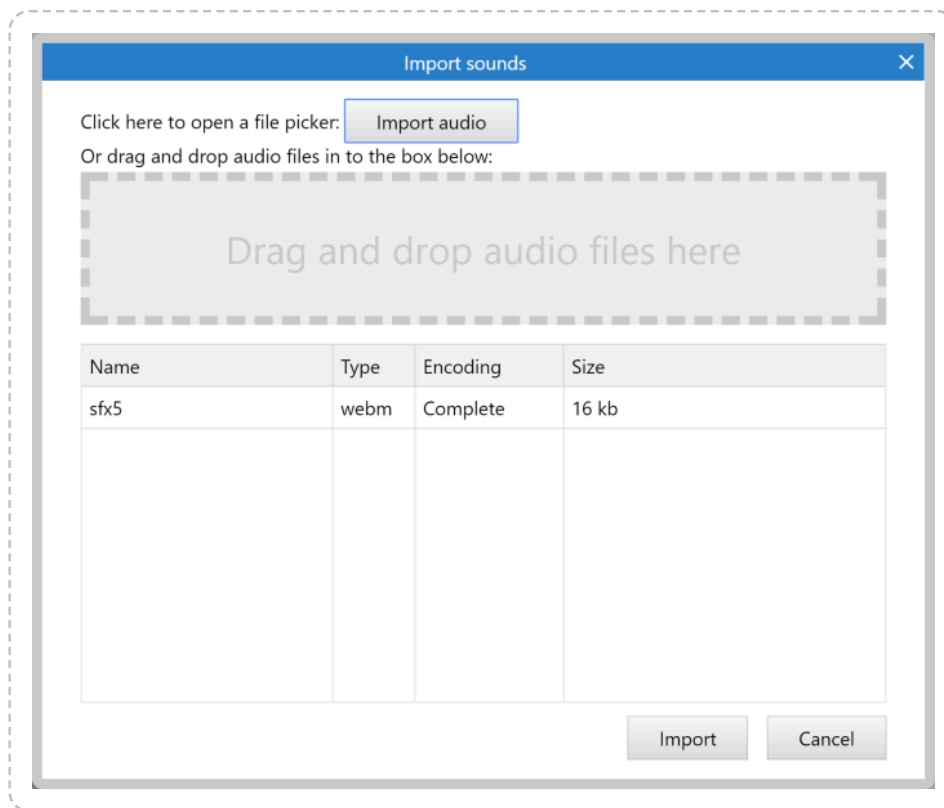 Import sounds
Click here to open a file picker: Import audio
Or drag and drop audio files in to the box below:
Drag and drop audio files here
Name Type Encoding Size
sfx5 webm Complete 16 kb
Import Cancel